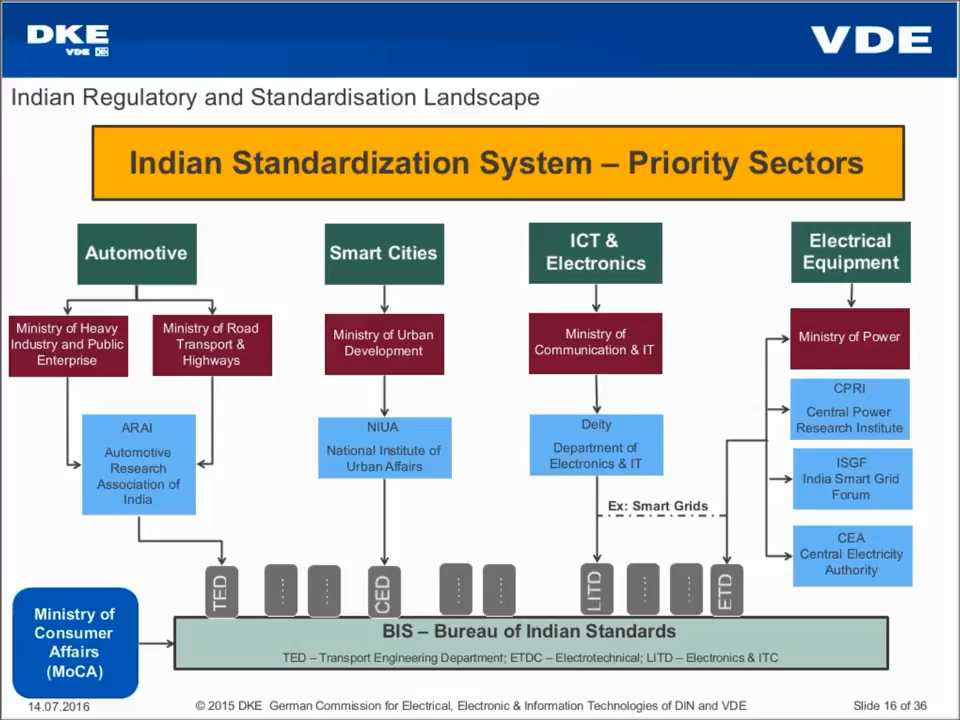 DKE
VDE DIN
VDE
Indian Regulatory and Standardisation Landscape
Indian Standardization System – Priority Sectors
Automotive
Smart Cities
ICT &
Electronics
Electrical
Equipment
Ministry of Heavy
Industry and Public
Enterprise
Ministry of Road
Transport &
Highways
Ministry of Urban
Development
Ministry of
Communication & IT
Ministry of Power
ARAI
Automotive
Research
Association of
India
NIUA
National Institute of
Urban Affairs
Deity
Department of
Electronics & IT
CPRI
Central Power
Research Institute
ISGF
India Smart Grid
Forum
CEA
Central Electricity
Authority
Ex: Smart Grids
TED
......
......
CED
......
......
LITD
......
......
ETD
Ministry of
Consumer
Affairs
(MoCA)
BIS – Bureau of Indian Standards
TED – Transport Engineering Department; ETDC – Electrotechnical; LITD – Electronics & ITC
14.07.2016
© 2015 DKE German Commission for Electrical, Electronic & Information Technologies of DIN and VDE
Slide 16 of 36